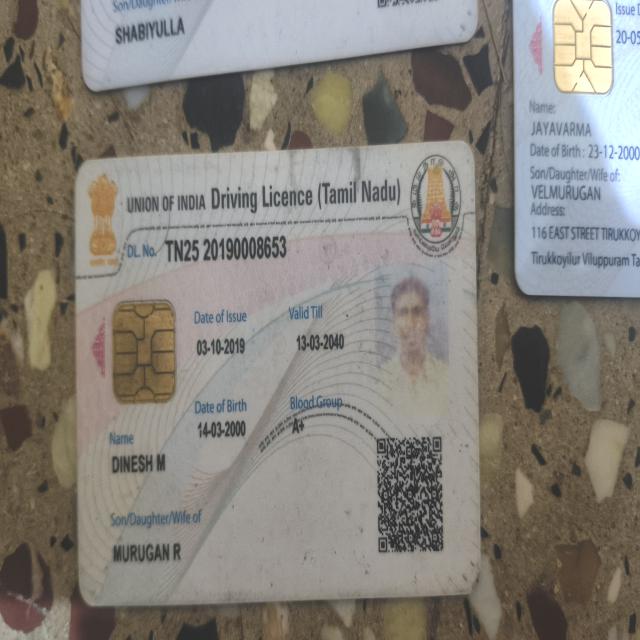 Son/Daughter
SHABIYULLA
Issue D
20-05
Name:
JAYAVARMA
Date of Birth : 23-12-2000
Son/Daughter/Wife of:
VELMURUGAN
Address:
116 EAST STREET TIRUKKOY
Tirukkoyilur Viluppuram Ta
UNION OF INDIA Driving Licence (Tamil Nadu)
DL. No. TN25 20190008653
Date of Issue Valid Till
03-10-2019 13-03-2040
Date of Birth Blood Group
14-03-2000 A+
Name
DINESH M
Son/Daughter/Wife of
MURUGAN R